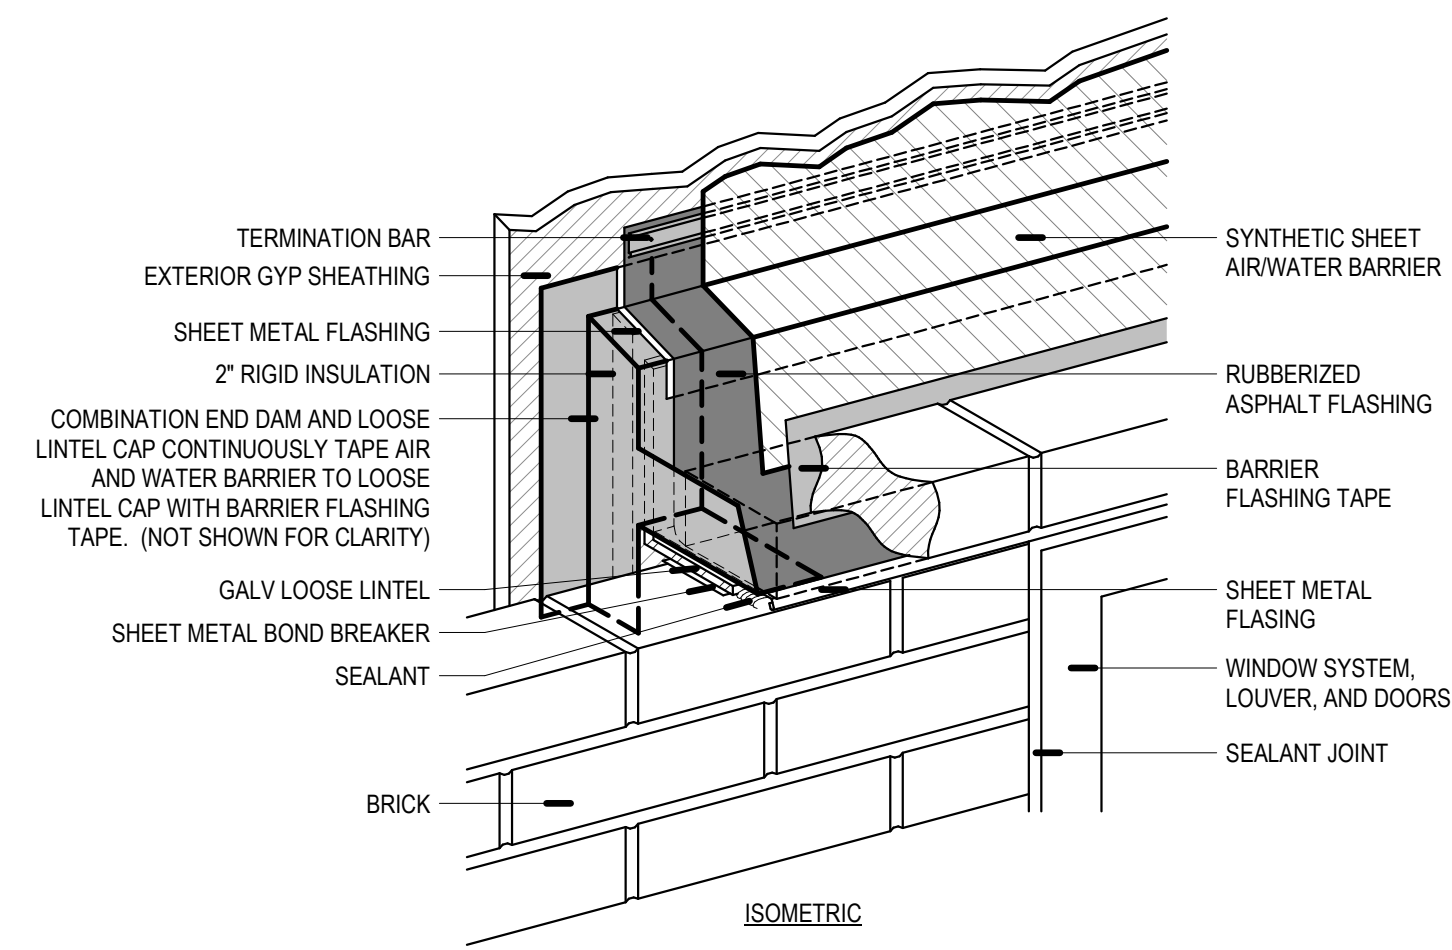 TERMINATION BAR
EXTERIOR GYP SHEATHING
SHEET METAL FLASHING
2" RIGID INSULATION
COMBINATION END DAM AND LOOSE
LINTEL CAP CONTINUOUSLY TAPE AIR
AND WATER BARRIER TO LOOSE
LINTEL CAP WITH BARRIER FLASHING
TAPE. (NOT SHOWN FOR CLARITY)
GALV LOOSE LINTEL
SHEET METAL BOND BREAKER
SEALANT
BRICK
SYNTHETIC SHEET
AIR/WATER BARRIER
RUBBERIZED
ASPHALT FLASHING
BARRIER
FLASHING TAPE
SHEET METAL
FLASING
WINDOW SYSTEM,
LOUVER, AND DOORS
SEALANT JOINT
ISOMETRIC